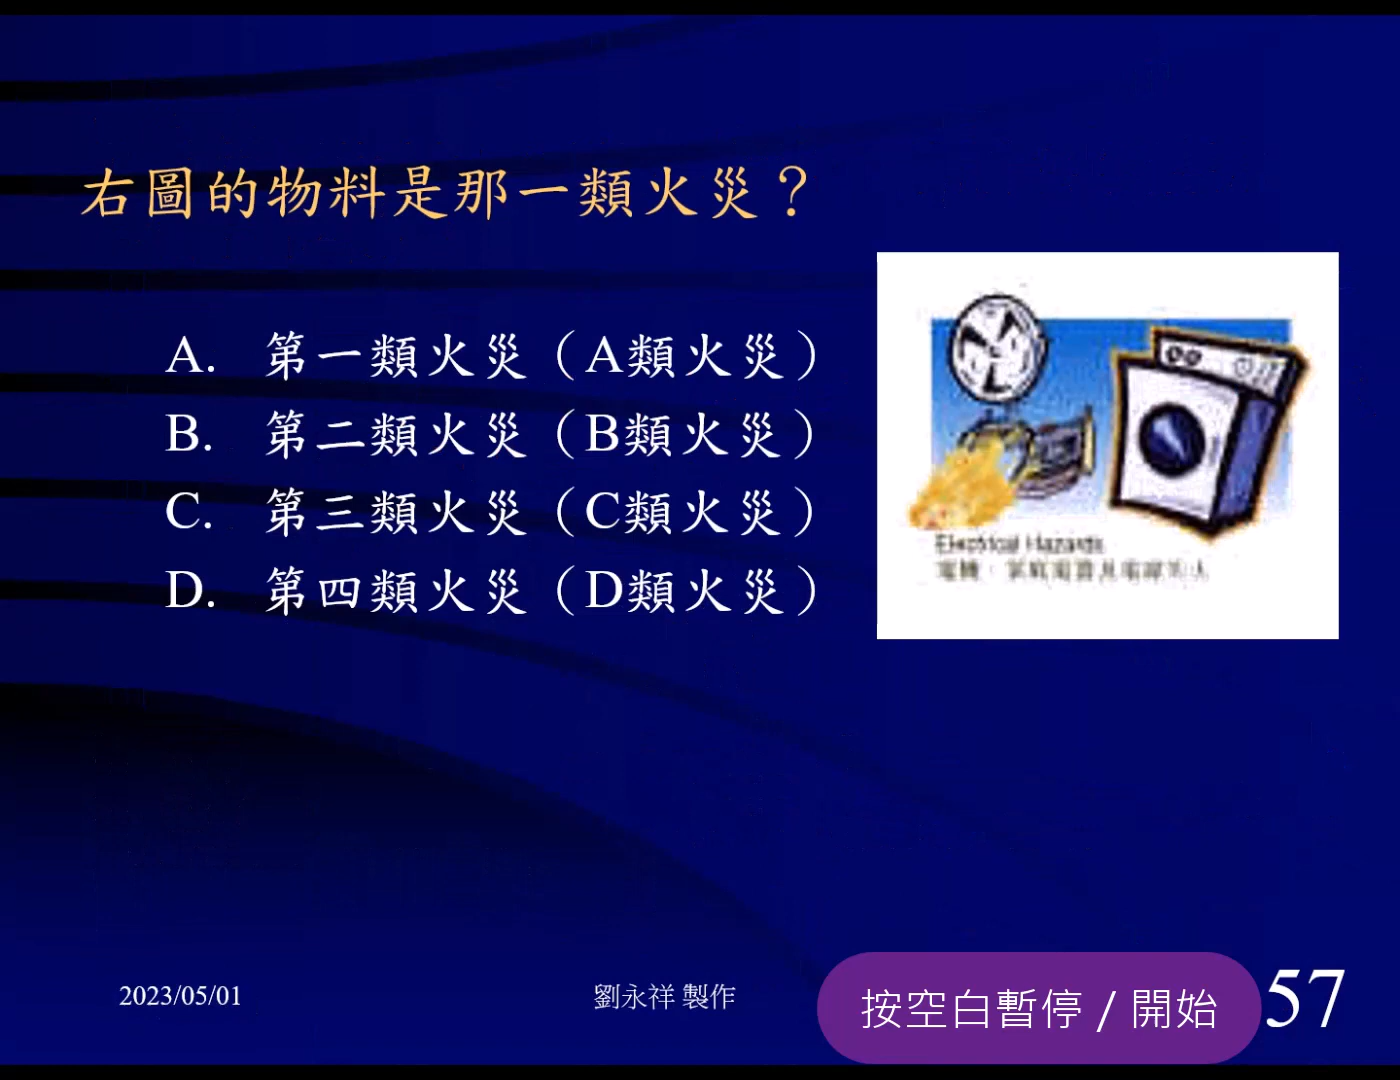 右圖的物料是那一類火災？
A. 第一類火災（A類火災）
B. 第二類火災（B類火災）
C. 第三類火災（C類火災）
D. 第四類火災（D類火災）
Electrical Hazards
2023/05/01
劉永祥 製作
按空白暫停 / 開始
57